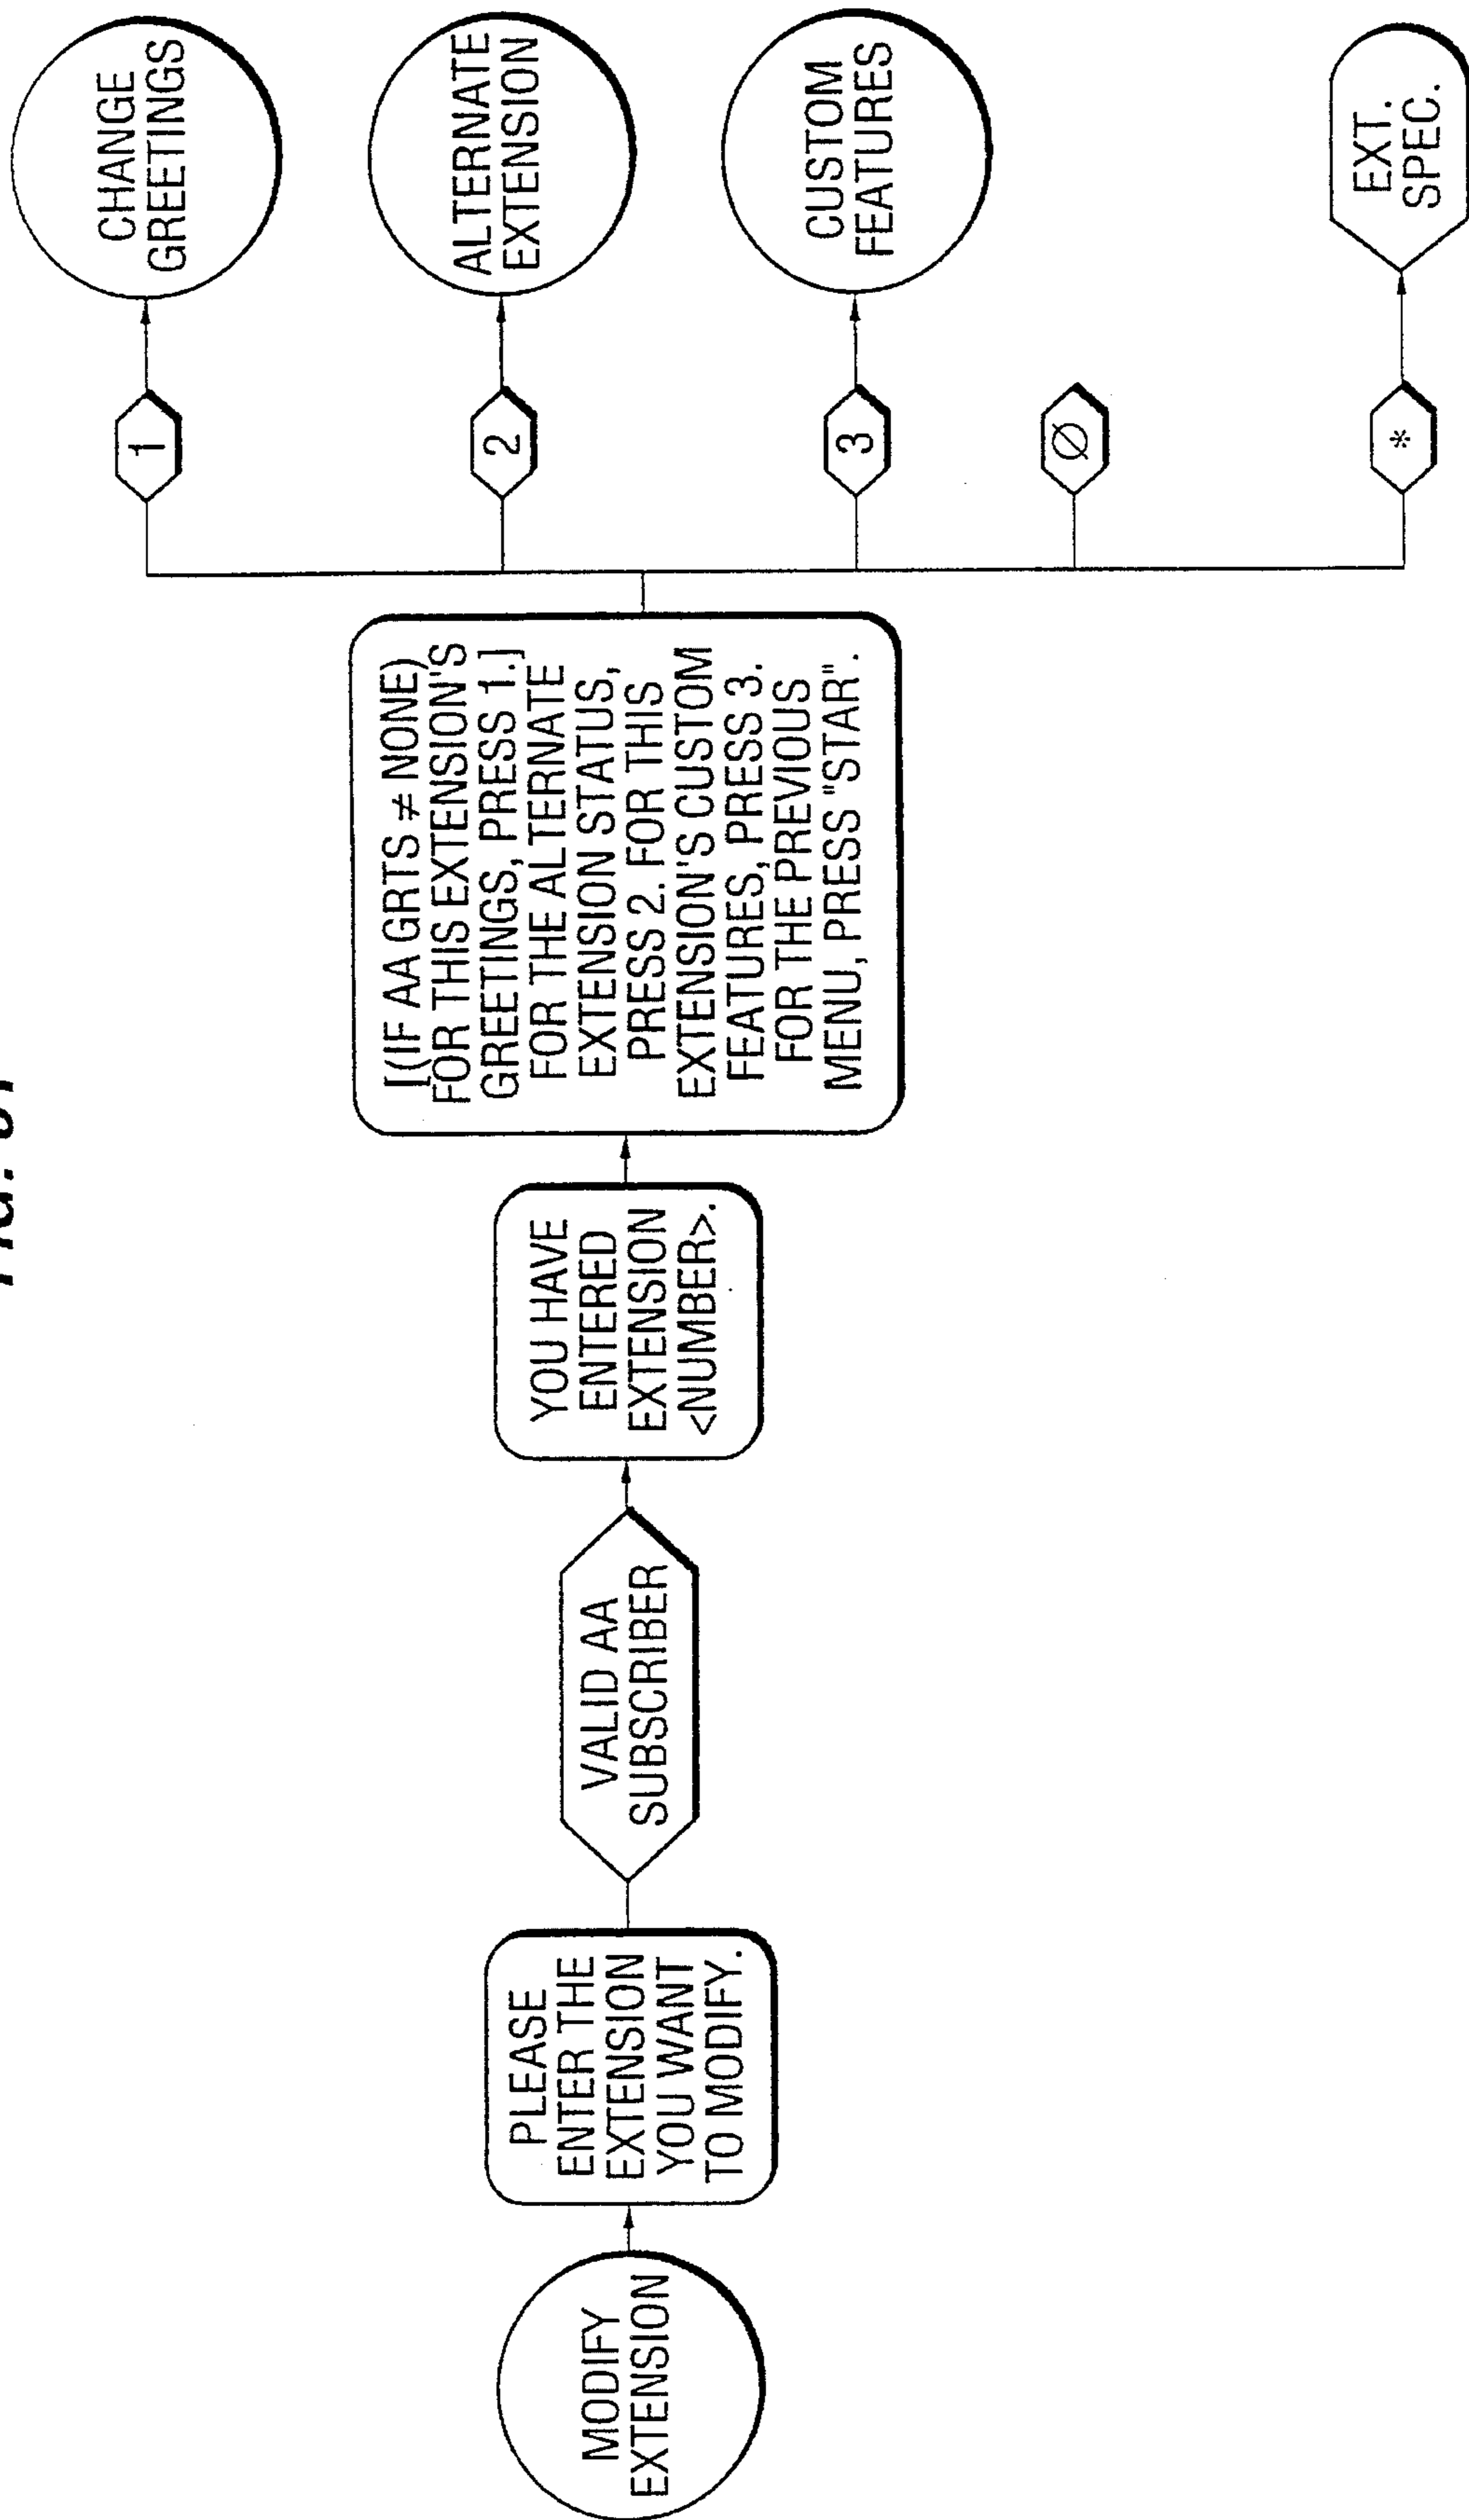 MODIFY
EXTENSION
PLEASE
ENTER THE
EXTENSION
YOU WANT
TO MODIFY.
VALID AA
SUBSCRIBER
YOU HAVE
ENTERED
EXTENSION
<NUMBER>.
[(IF AA GRTS ≠ NONE)
FOR THIS EXTENSION'S
GREETINGS, PRESS 1.]
FOR THE ALTERNATE
EXTENSION STATUS,
PRESS 2. FOR THIS
EXTENSION'S CUSTOM
FEATURES, PRESS 3.
FOR THE PREVIOUS
MENU, PRESS "STAR".
1
CHANGE
GREETINGS
2
ALTERNATE
EXTENSION
3
CUSTOM
FEATURES
Ø
*
EXT.
SPEC.